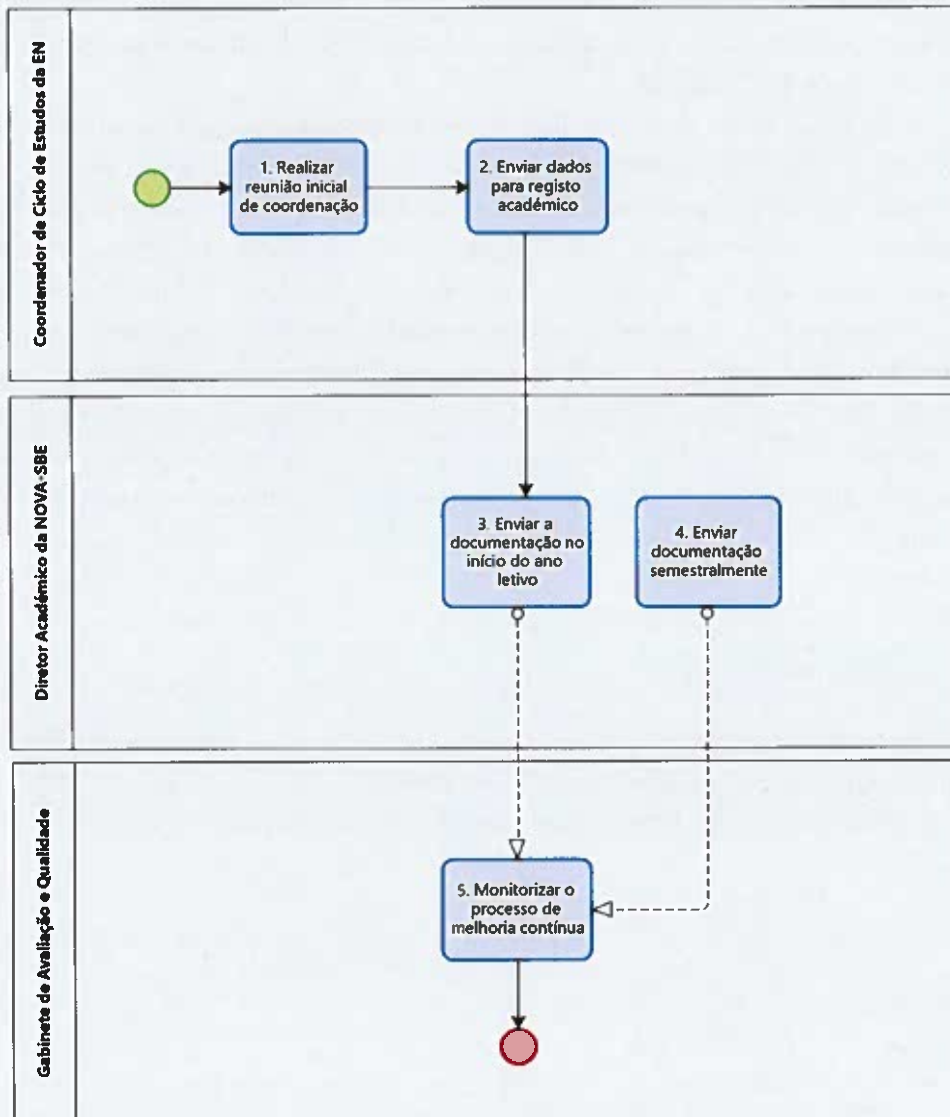 Coordenador de Ciclo de Estudos da EN
1. Realizar
reunião inicial
de coordenação
2. Enviar dados
para registo
académico
Diretor Académico da NOVA-SBE
3. Enviar a
documentação no
início do ano
letivo
4. Enviar
documentação
semestralmente
Gabinete de Avaliação e Qualidade
5. Monitorizar o
processo de
melhoria contínua